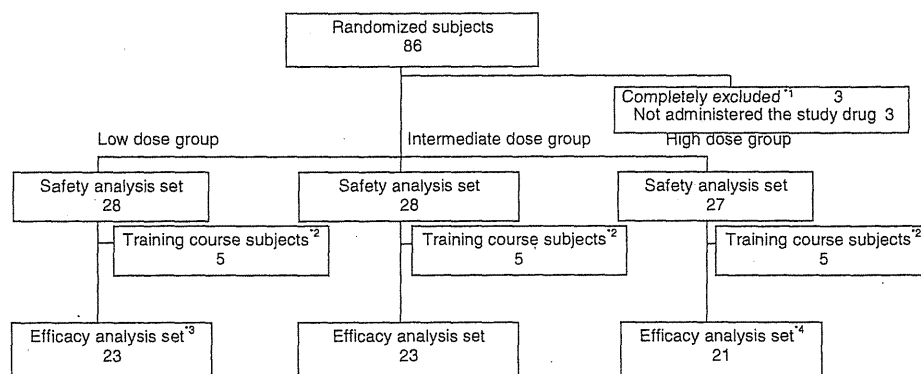 Randomized subjects
86
Completely excluded*1 3
Not administered the study drug 3
Low dose group
Intermediate dose group
High dose group
Safety analysis set
28
Safety analysis set
28
Safety analysis set
27
Training course subjects*2
5
Training course subjects*2
5
Training course subjects*2
5
Efficacy analysis set*3
23
Efficacy analysis set
23
Efficacy analysis set*4
21